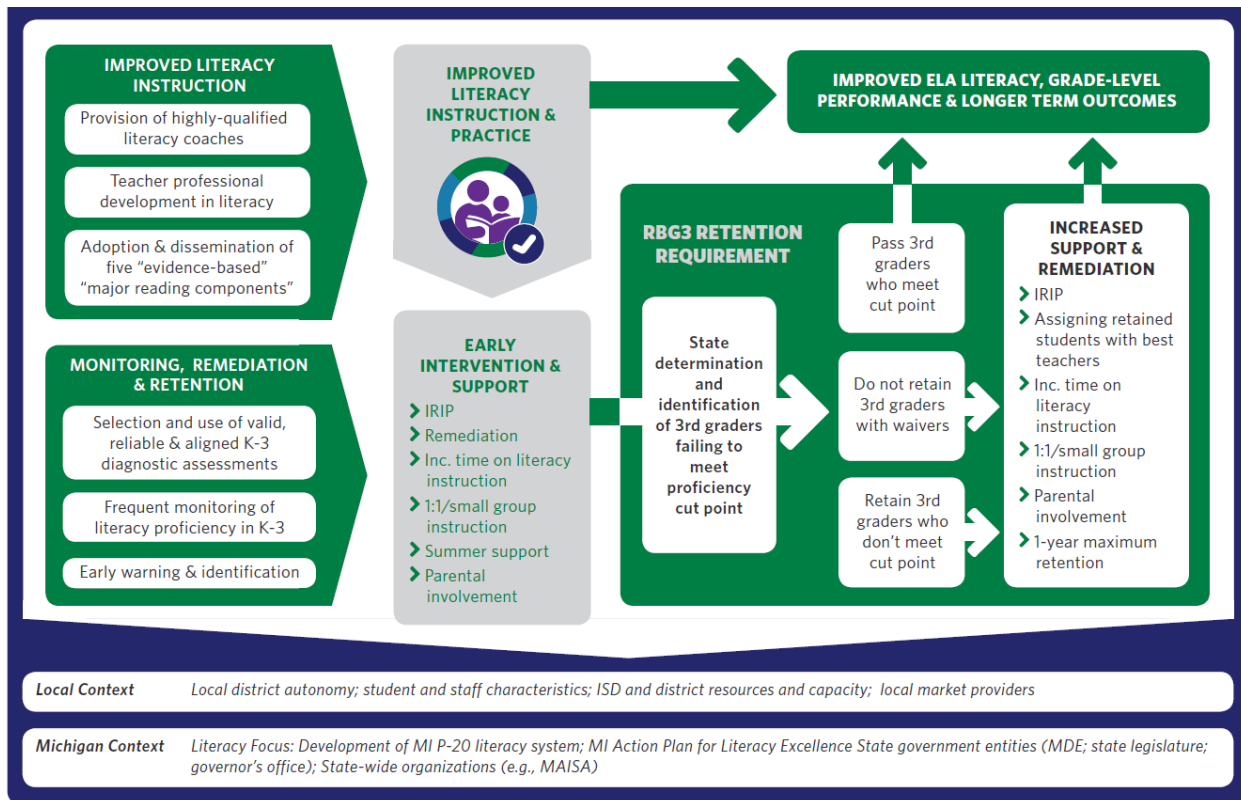 IMPROVED LITERACY
INSTRUCTION
Provision of highly-qualified
literacy coaches
Teacher professional
development in literacy
Adoption & dissemination of
five “evidence-based”
“major reading components”
MONITORING, REMEDIATION
& RETENTION
Selection and use of valid,
reliable & aligned K-3
diagnostic assessments
Frequent monitoring of
literacy proficiency in K-3
Early warning & identification
IMPROVED
LITERACY
INSTRUCTION &
PRACTICE
EARLY
INTERVENTION &
SUPPORT
IRIP
Remediation
Inc. time on literacy
instruction
1:1/small group
instruction
Summer support
Parental
involvement
IMPROVED ELA LITERACY, GRADE-LEVEL
PERFORMANCE & LONGER TERM OUTCOMES
RBG3 RETENTION
REQUIREMENT
State
determination
and
identification
of 3rd graders
failing to
meet
proficiency
cut point
Pass 3rd
graders
who meet
cut point
Do not retain
3rd graders
with waivers
Retain 3rd
graders who
don’t meet
cut point
INCREASED
SUPPORT &
REMEDIATION
IRIP
Assigning retained
students with best
teachers
Inc. time on
literacy
instruction
1:1/small group
instruction
Parental
involvement
1-year maximum
retention
Local Context Local district autonomy; student and staff characteristics; ISD and district resources and capacity; local market providers
Michigan Context Literacy Focus: Development of MI P-20 literacy system; MI Action Plan for Literacy Excellence State government entities (MDE; state legislature;
governor’s office); State-wide organizations (e.g., MAISA)